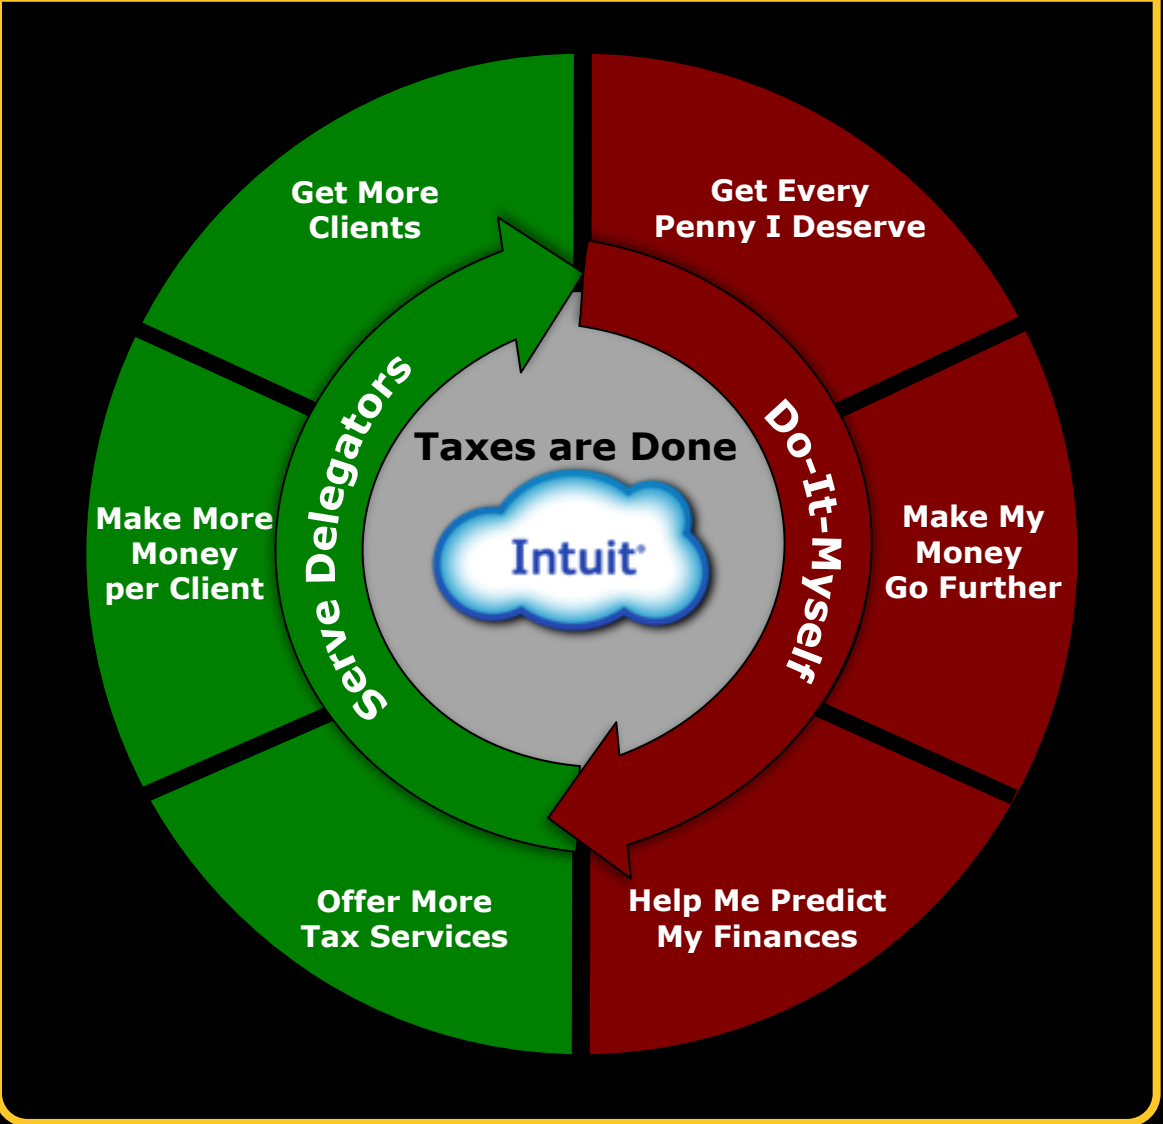 Get More
Clients
Get Every
Penny I Deserve
Serve Delegators
Do-It-Myself
Taxes are Done
Intuit®
Make More
Money
per Client
Make My
Money
Go Further
Offer More
Tax Services
Help Me Predict
My Finances